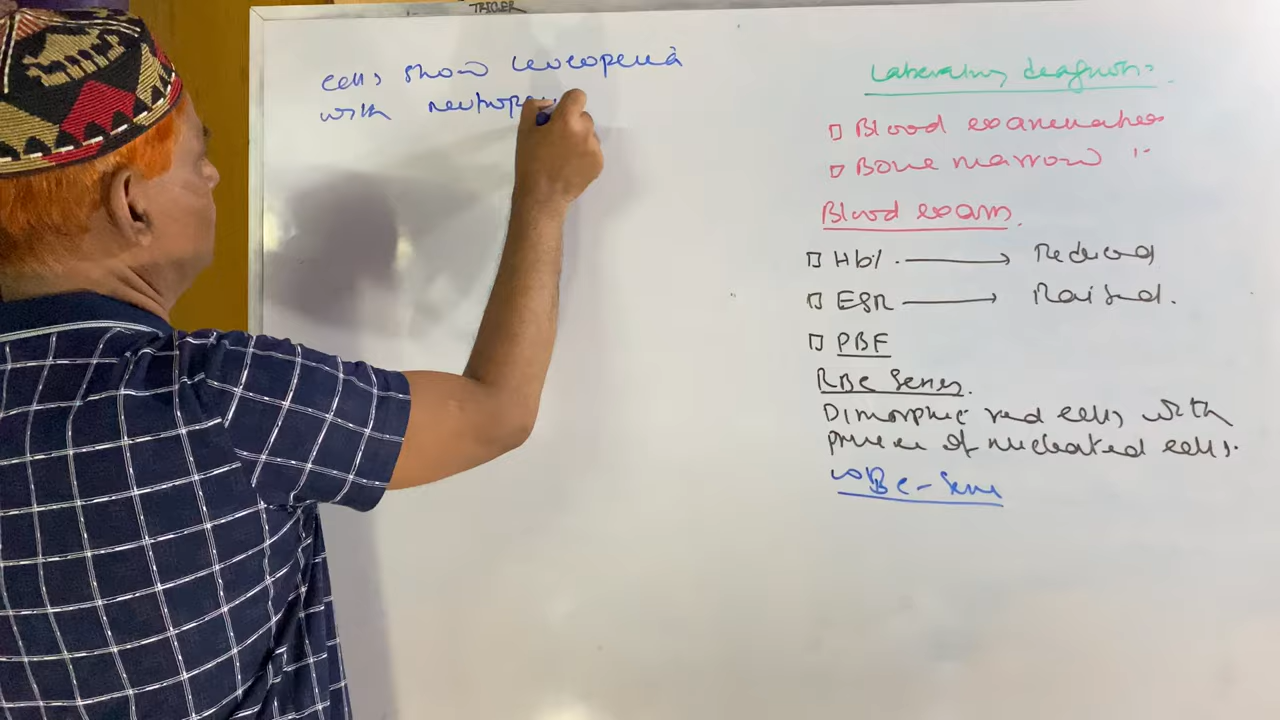 TRIGER
Laboratory diagnosis
Blood examination
Bone marrow "
Blood exam.
Hb%. → Reduced
ESR → Raised.
PBF
RBC Series.
Dimorphic red cells with
presence of nucleated cells.
WBC - Series
cells show leucopenia
with